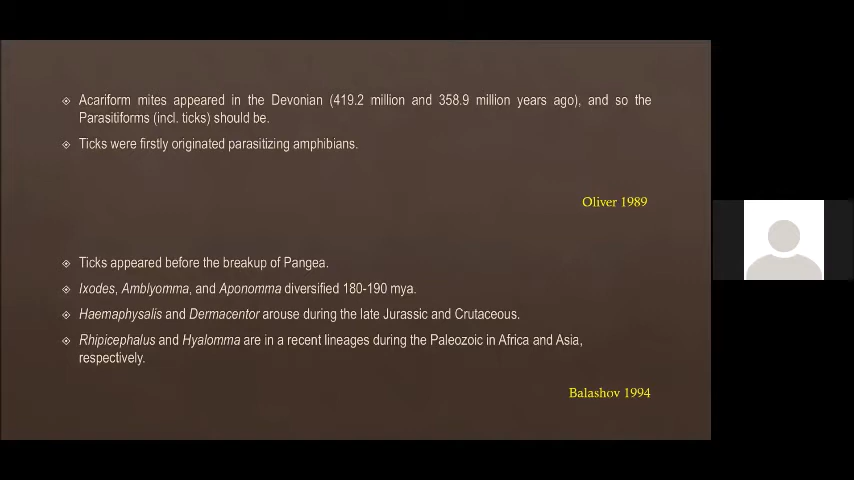 Acariform mites appeared in the Devonian (419.2 million and 358.9 million years ago), and so the
Parasitiforms (incl. ticks) should be.
Ticks were firstly originated parasitizing amphibians.
Oliver 1989
Ticks appeared before the breakup of Pangea.
Ixodes, Amblyomma, and Aponomma diversified 180-190 mya.
Haemaphysalis and Dermacentor arouse during the late Jurassic and Crutaceous.
Rhipicephalus and Hyalomma are in a recent lineages during the Paleozoic in Africa and Asia,
respectively.
Balashov 1994